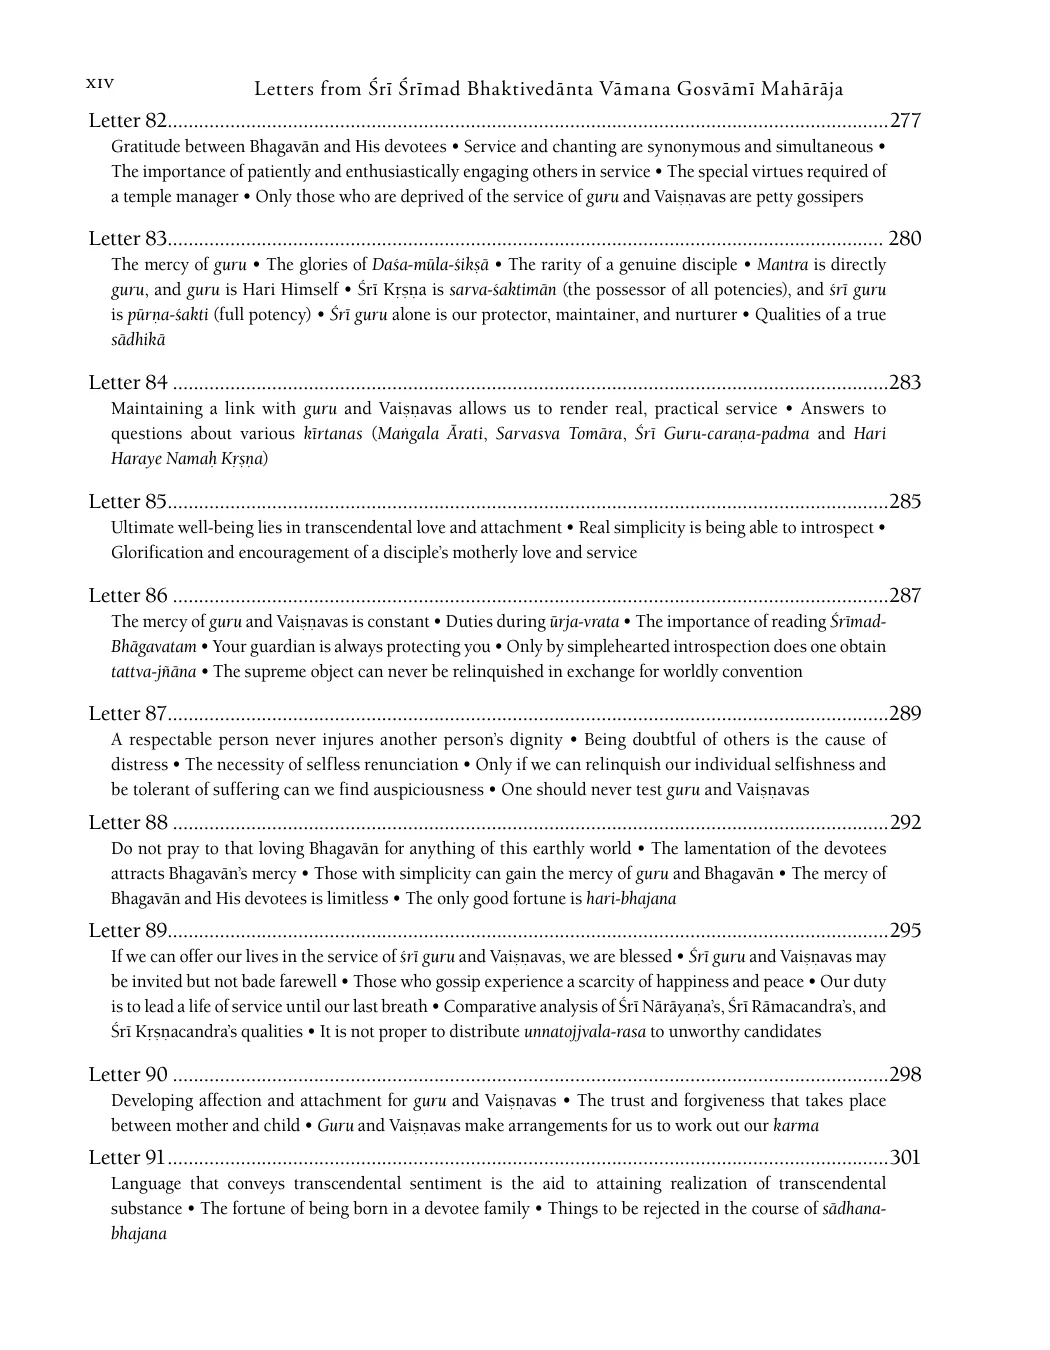 XIV
Letters from Śrī Śrīmad Bhaktivedānta Vāmana Gosvāmī Mahārāja
Letter 82..........................................................................................................................................277
Gratitude between Bhagavān and His devotees • Service and chanting are synonymous and simultaneous •
The importance of patiently and enthusiastically engaging others in service • The special virtues required of
a temple manager • Only those who are deprived of the service of guru and Vaiṣṇavas are petty gossipers
Letter 83......................................................................................................................................... 280
The mercy of guru • The glories of Daśa-mūla-śikṣā • The rarity of a genuine disciple • Mantra is directly
guru, and guru is Hari Himself • Śrī Kṛṣṇa is sarva-śaktimān (the possessor of all potencies), and śrī guru
is pūrṇa-śakti (full potency) • Śrī guru alone is our protector, maintainer, and nurturer • Qualities of a true
sādhikā
Letter 84 .........................................................................................................................................283
Maintaining a link with guru and Vaiṣṇavas allows us to render real, practical service • Answers to
questions about various kīrtanas (Maṅgala Ārati, Sarvasva Tomāra, Śrī Guru-caraṇa-padma and Hari
Haraye Namaḥ Kṛṣṇa)
Letter 85..........................................................................................................................................285
Ultimate well-being lies in transcendental love and attachment • Real simplicity is being able to introspect •
Glorification and encouragement of a disciple's motherly love and service
Letter 86 .........................................................................................................................................287
The mercy of guru and Vaiṣṇavas is constant • Duties during ūrja-vrata • The importance of reading Śrīmad-
Bhāgavatam • Your guardian is always protecting you • Only by simplehearted introspection does one obtain
tattva-jñāna • The supreme object can never be relinquished in exchange for worldly convention
Letter 87..........................................................................................................................................289
A respectable person never injures another person's dignity • Being doubtful of others is the cause of
distress • The necessity of selfless renunciation • Only if we can relinquish our individual selfishness and
be tolerant of suffering can we find auspiciousness • One should never test guru and Vaiṣṇavas
Letter 88 .........................................................................................................................................292
Do not pray to that loving Bhagavān for anything of this earthly world • The lamentation of the devotees
attracts Bhagavān's mercy • Those with simplicity can gain the mercy of guru and Bhagavān • The mercy of
Bhagavān and His devotees is limitless • The only good fortune is hari-bhajana
Letter 89..........................................................................................................................................295
If we can offer our lives in the service of śrī guru and Vaiṣṇavas, we are blessed • Śrī guru and Vaiṣṇavas may
be invited but not bade farewell • Those who gossip experience a scarcity of happiness and peace • Our duty
is to lead a life of service until our last breath • Comparative analysis of Śrī Nārāyaṇa's, Śrī Rāmacandra's, and
Śrī Kṛṣṇacandra's qualities • It is not proper to distribute unnatojjvala-rasa to unworthy candidates
Letter 90 .........................................................................................................................................298
Developing affection and attachment for guru and Vaiṣṇavas • The trust and forgiveness that takes place
between mother and child • Guru and Vaiṣṇavas make arrangements for us to work out our karma
Letter 91..........................................................................................................................................301
Language that conveys transcendental sentiment is the aid to attaining realization of transcendental
substance • The fortune of being born in a devotee family • Things to be rejected in the course of sādhana-
bhajana